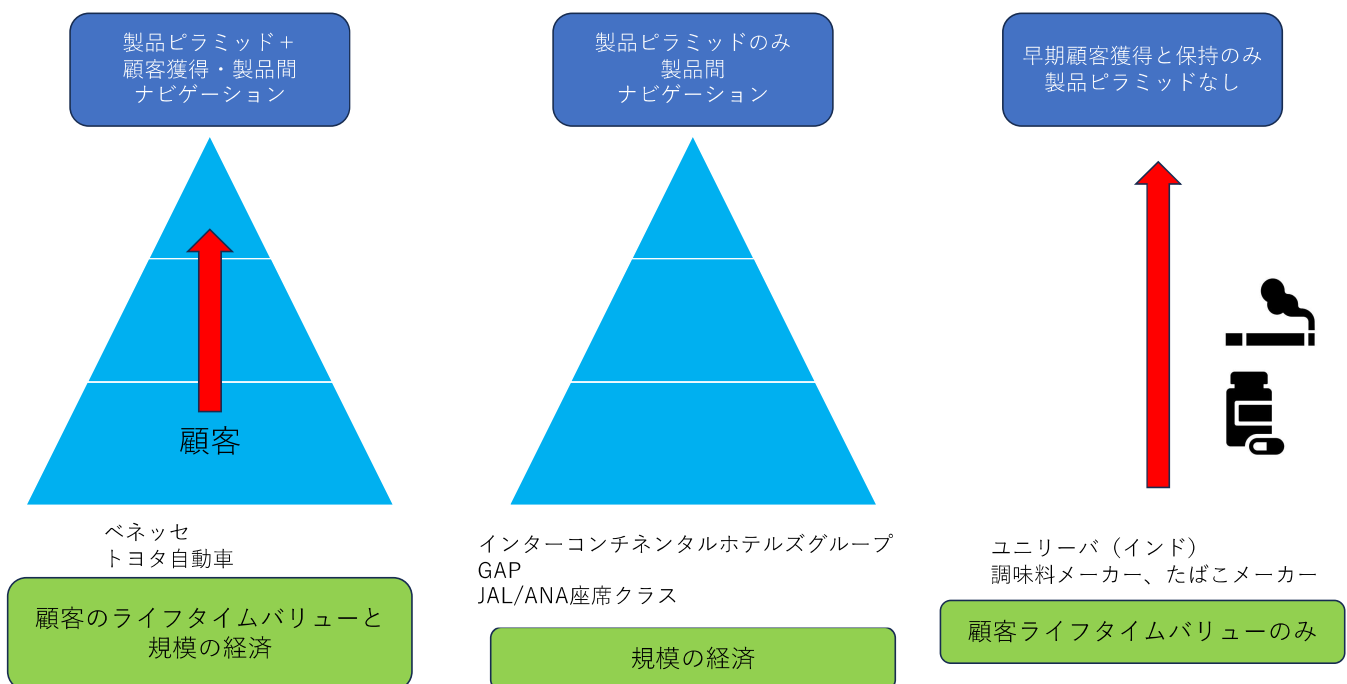 製品ピラミッド+
顧客獲得・製品間
ナビゲーション
顧客
ベネッセ
トヨタ自動車
顧客のライフタイムバリューと
規模の経済
製品ピラミッドのみ
製品間
ナビゲーション
インターコンチネンタルホテルズグループ
GAP
JAL/ANA座席クラス
規模の経済
早期顧客獲得と保持のみ
製品ピラミッドなし
ユニリーバ（インド）
調味料メーカー、たばこメーカー
顧客ライフタイムバリューのみ